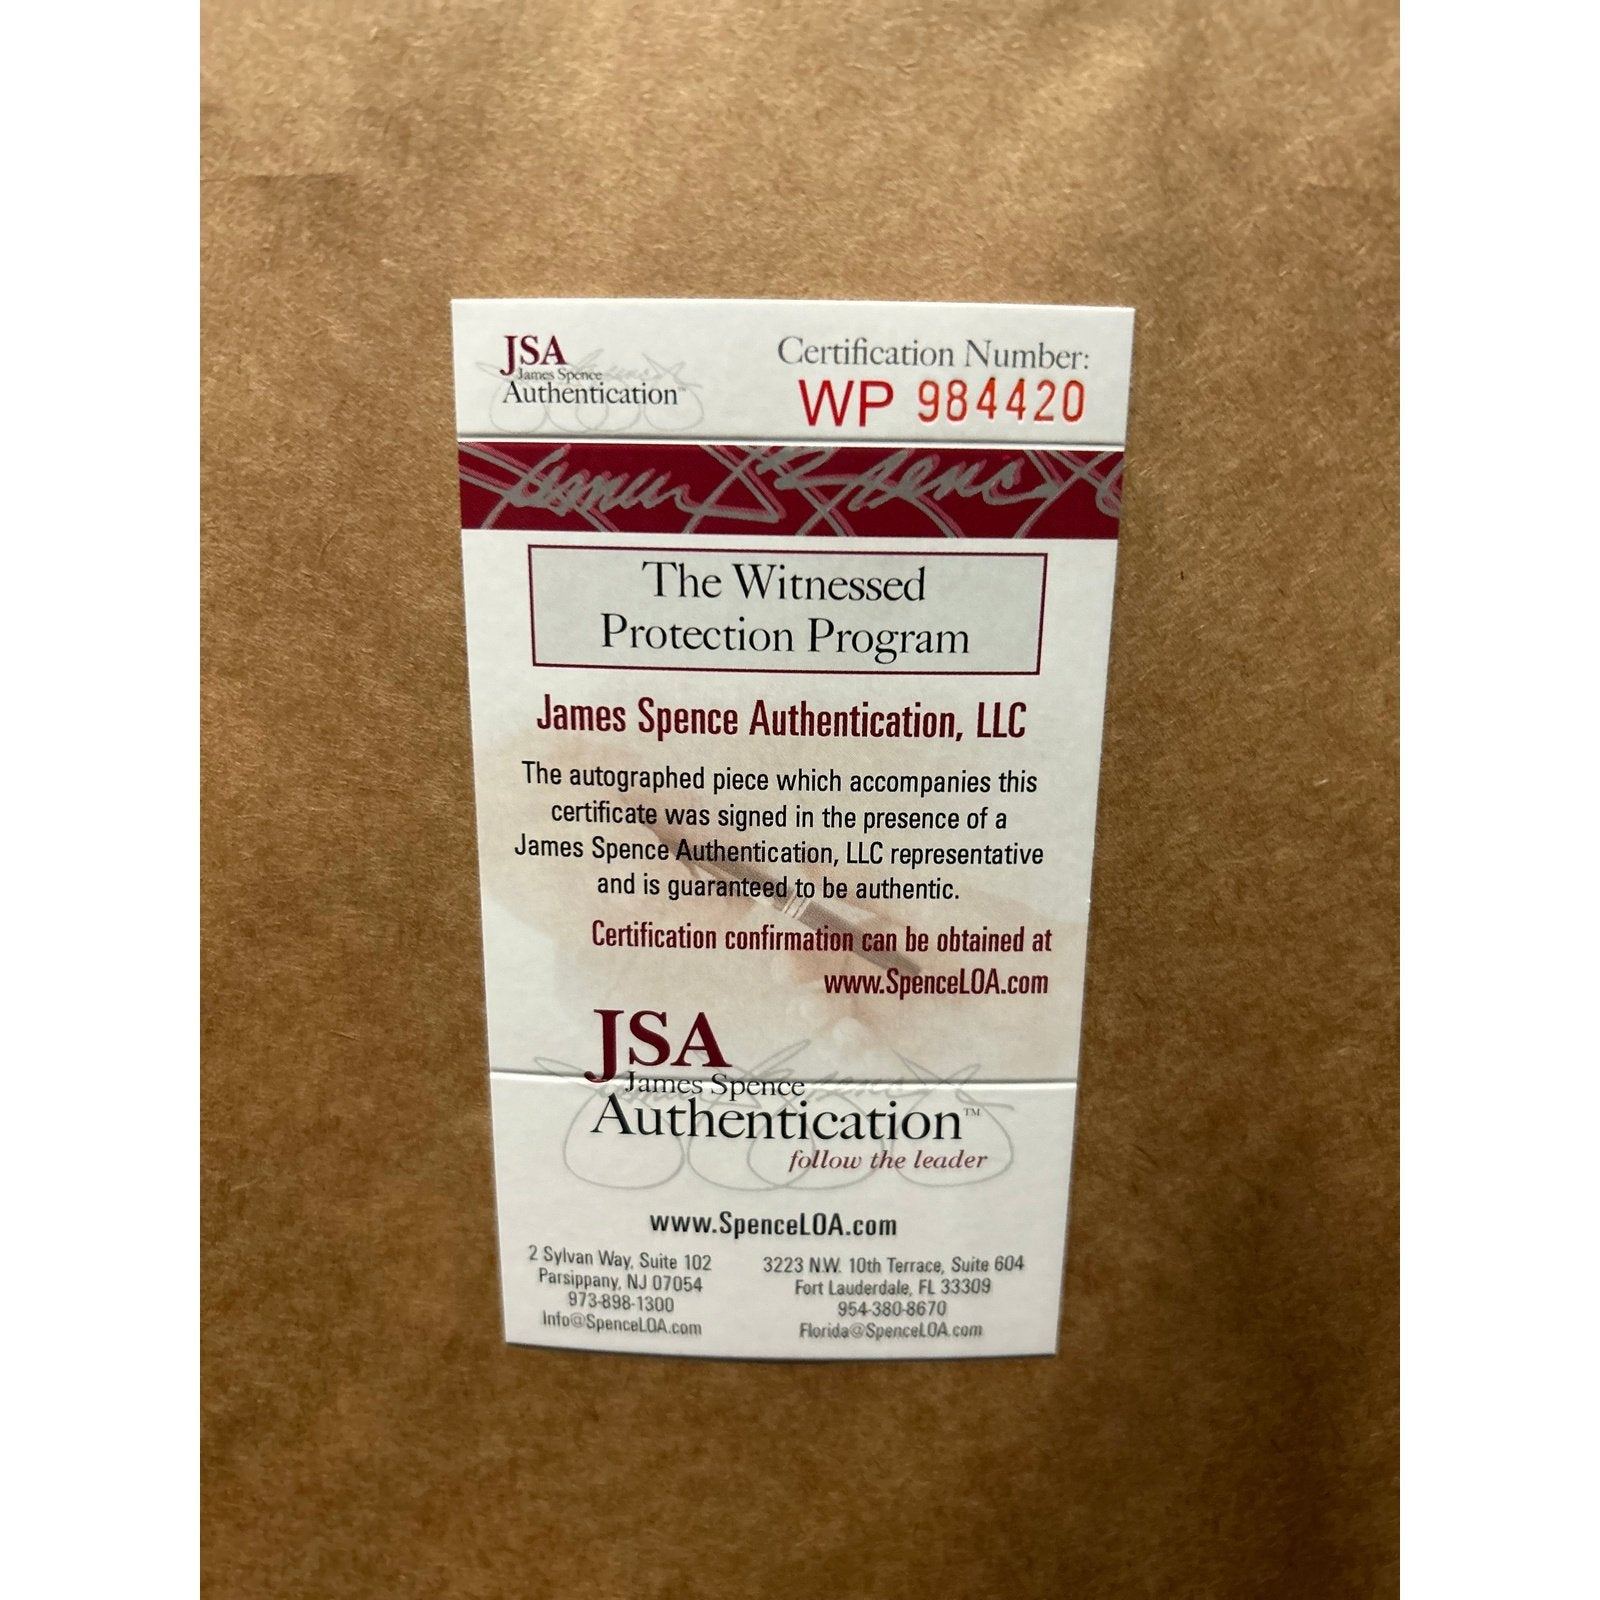 JSA
James Spence
Authentication™
Certification Number:
WP 984420
James Spence
The Witnessed
Protection Program
James Spence Authentication, LLC
The autographed piece which accompanies this
certificate was signed in the presence of a
James Spence Authentication, LLC representative
and is guaranteed to be authentic.
Certification confirmation can be obtained at
www.SpenceLOA.com
JSA
James Spence
Authentication™
follow the leader
www.SpenceLOA.com
2 Sylvan Way, Suite 102
Parsippany, NJ 07054
973-898-1300
Info@SpenceLOA.com
3223 N.W. 10th Terrace, Suite 604
Fort Lauderdale, FL 33309
954-380-8670
Florida@SpenceLOA.com